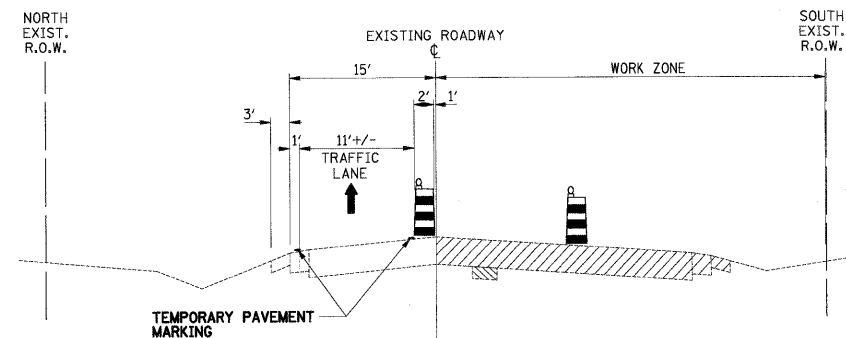 NORTH
EXIST.
R.O.W.
SOUTH
EXIST.
R.O.W.
EXISTING ROADWAY
℄
15'
WORK ZONE
2'
1'
3'
1'
11'+/-
TRAFFIC
LANE
TEMPORARY PAVEMENT
MARKING